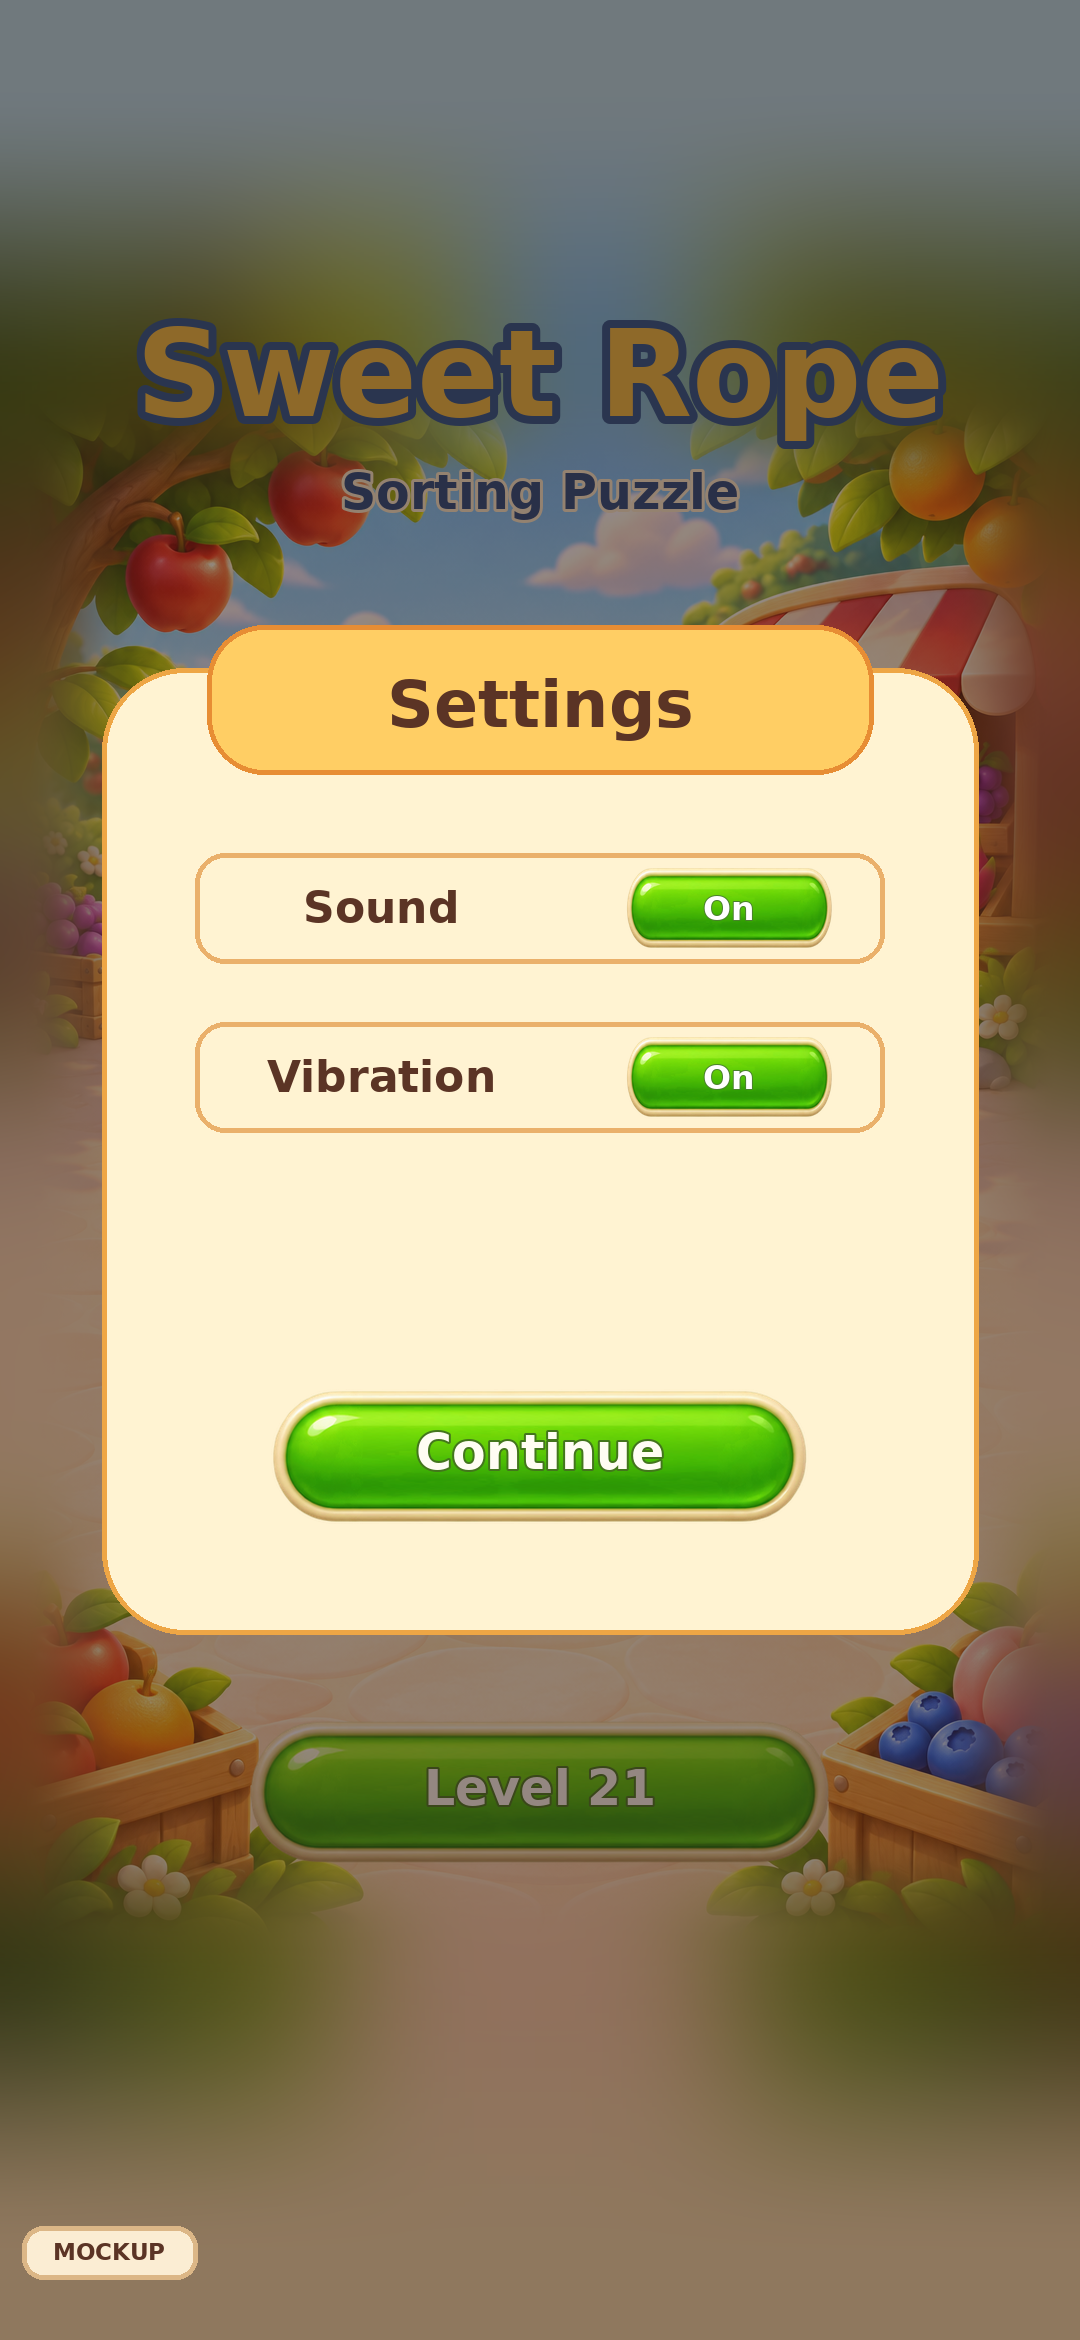 Sweet Rope
Sorting Puzzle
Settings
Sound On
Vibration On
Continue
Level 21
MOCKUP